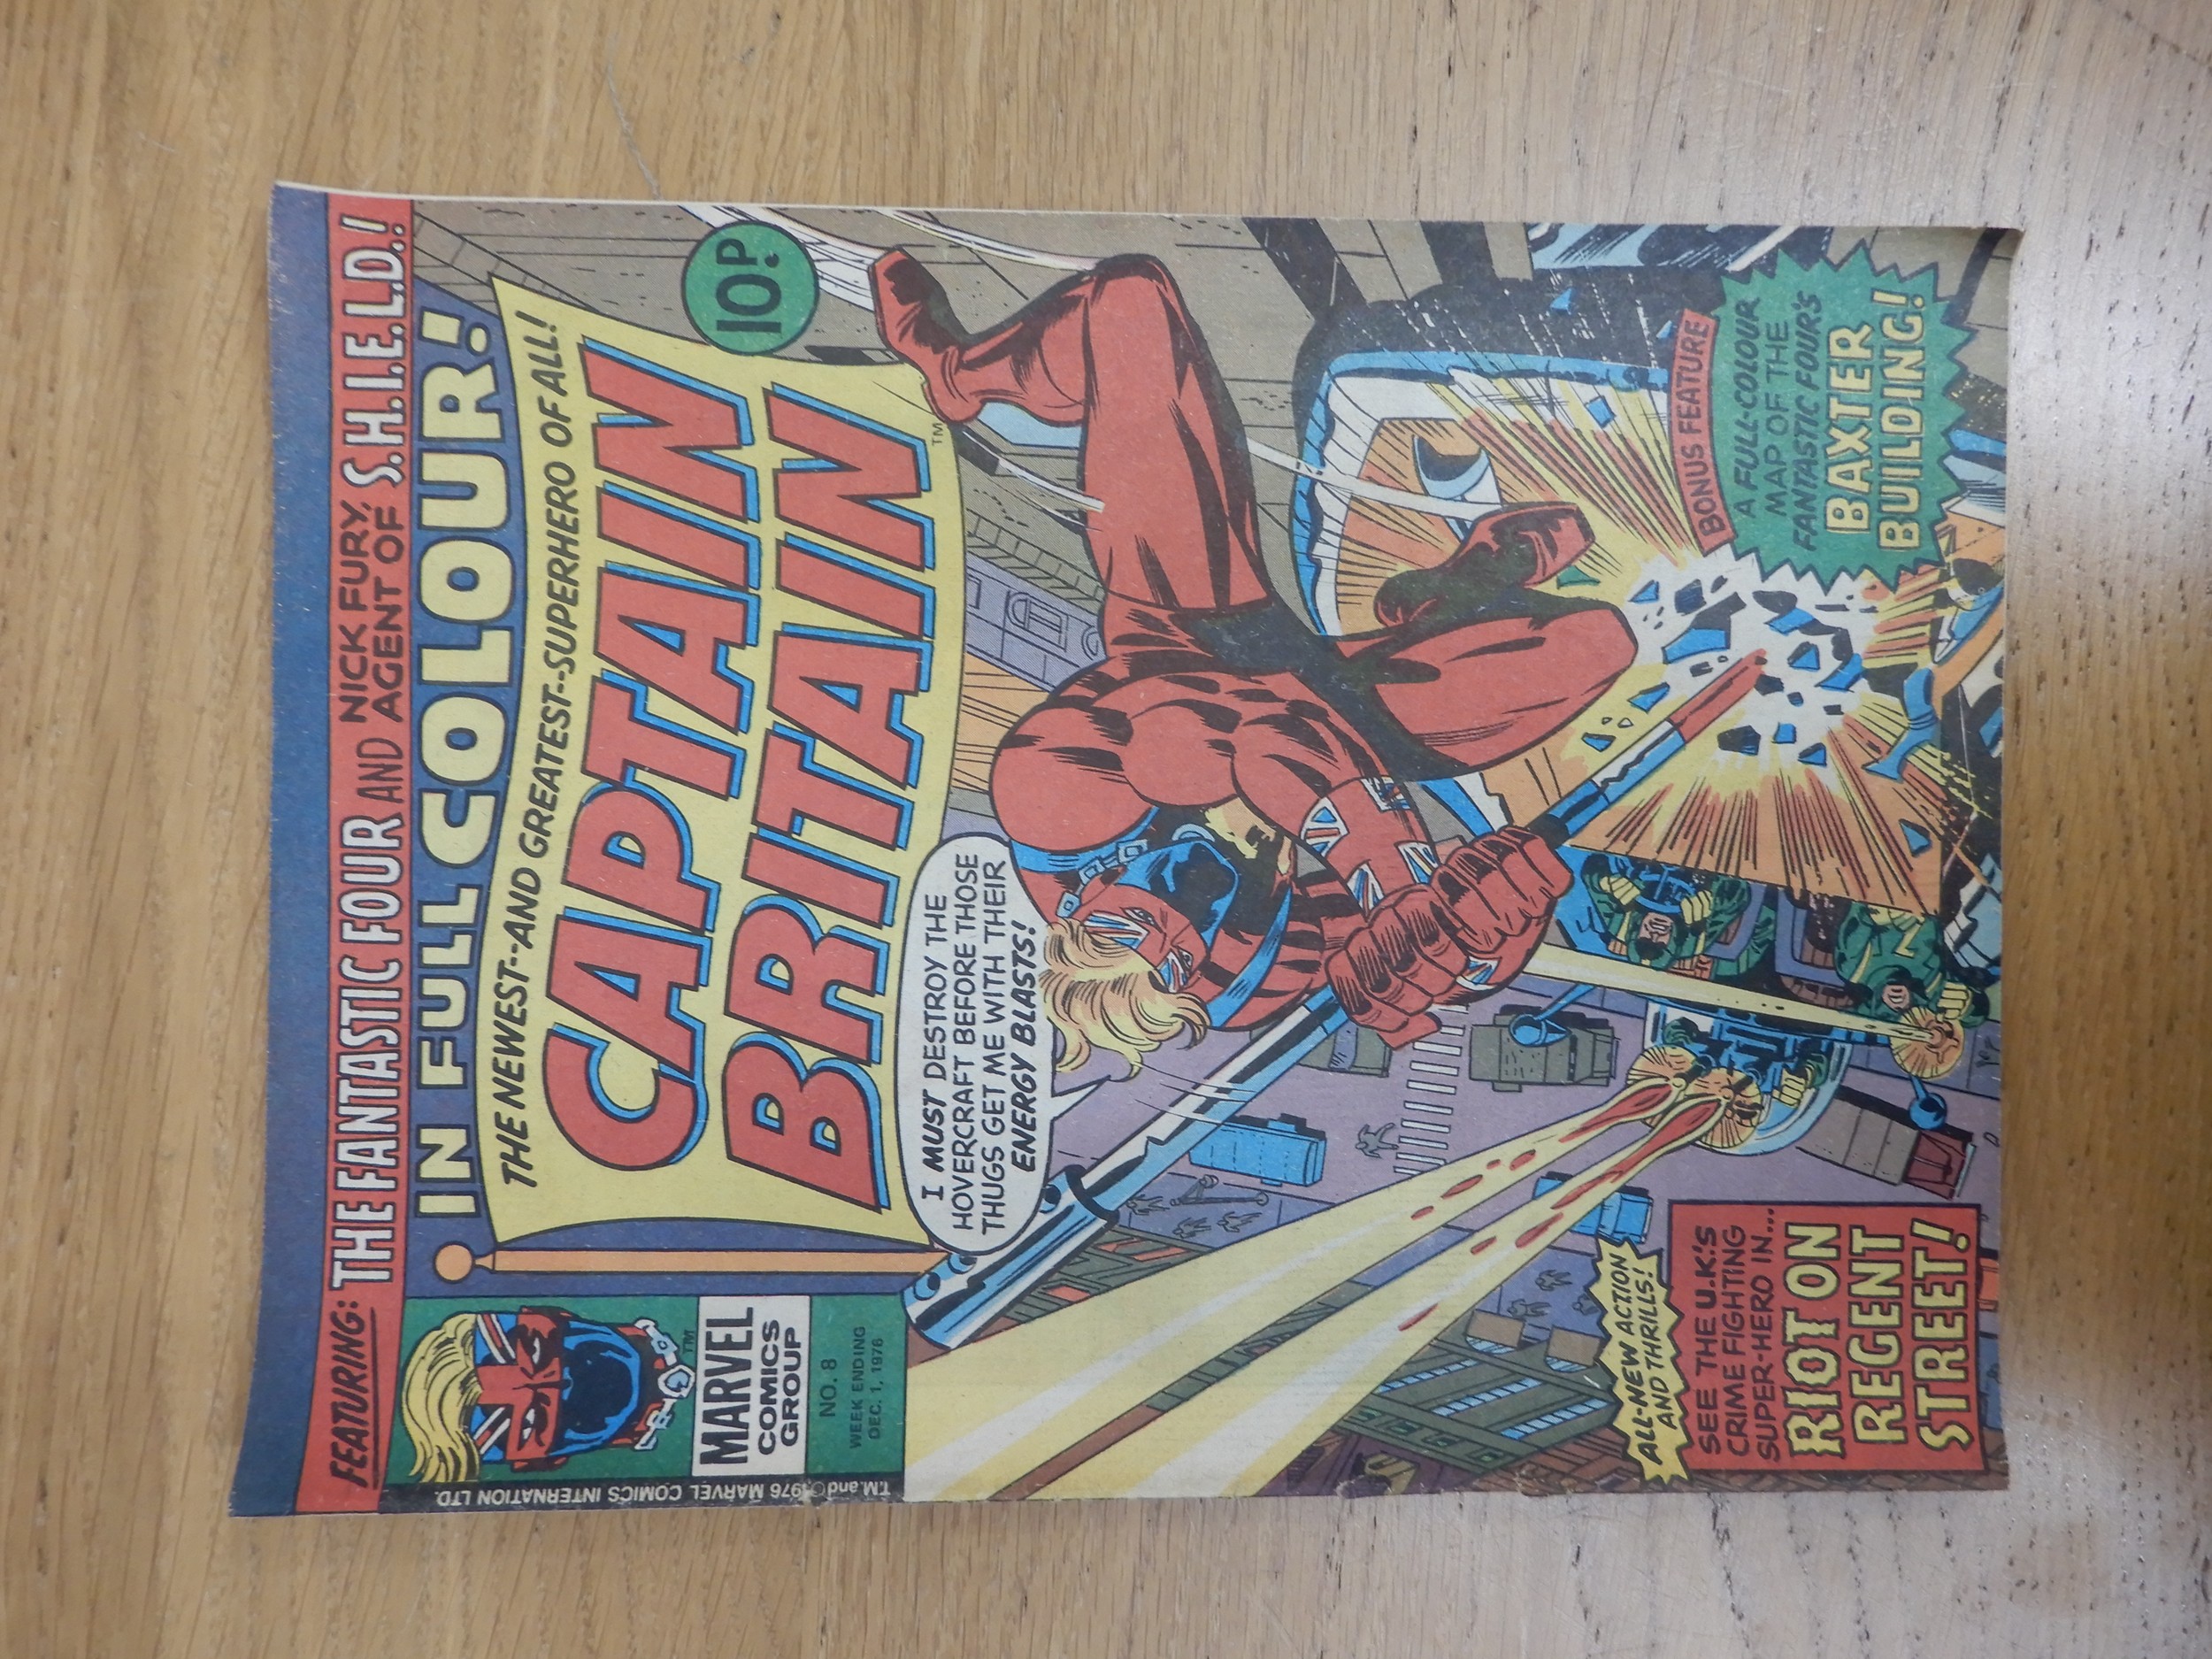 FEATURING: THE FANTASTIC FOUR AND NICK FURY, AGENT OF S.H.I.E.L.D.!
IN FULL COLOUR!
THE NEWEST--AND GREATEST--SUPERHERO OF ALL!
CAPTAIN
BRITAIN
TM
10P.
TM
MARVEL
COMICS
GROUP
NO. 8
WEEK ENDING
DEC. 1, 1976
T.M. and © 1976 MARVEL COMICS INTERNATION LTD.
I MUST DESTROY THE
HOVERCRAFT BEFORE THOSE
THUGS GET ME WITH THEIR
ENERGY BLASTS!
ALL-NEW ACTION
AND THRILLS!
SEE THE U.K.'S
CRIME FIGHTING
SUPER-HERO IN...
RIOT ON
REGENT
STREET!
BONUS FEATURE
A FULL-COLOUR
MAP OF THE
FANTASTIC FOUR'S
BAXTER
BUILDING!